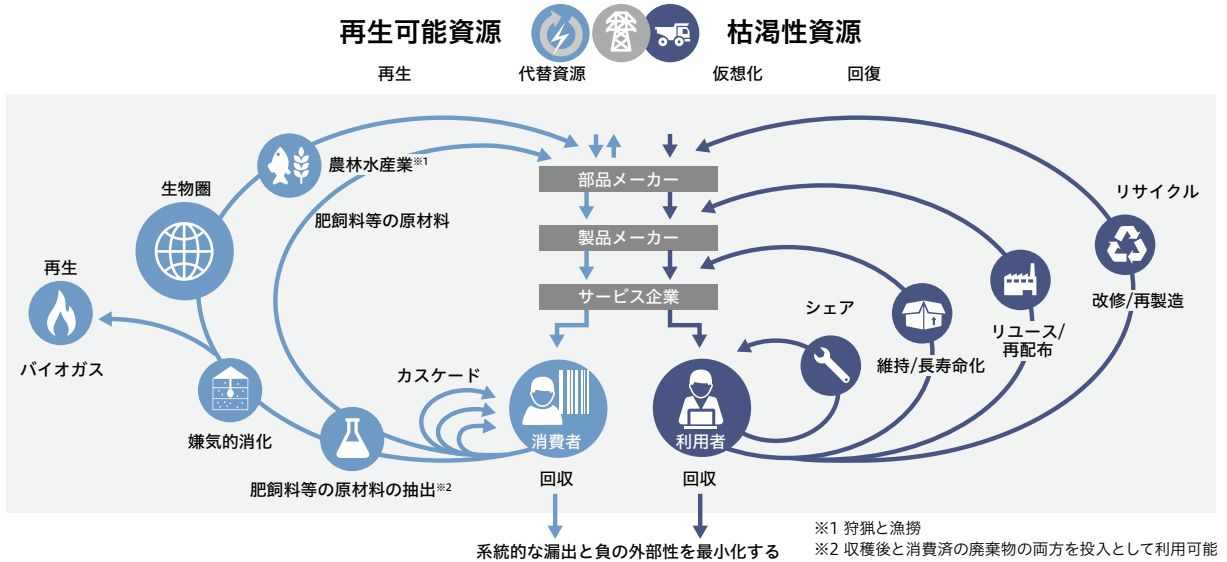 再生可能資源
枯渇性資源
再生
代替資源
仮想化
回復
農林水産業※1
生物圏
肥飼料等の原材料
再生
バイオガス
嫌気的消化
肥飼料等の原材料の抽出※2
カスケード
部品メーカー
製品メーカー
サービス企業
消費者
利用者
回収
回収
シェア
維持/長寿命化
リユース/
再配布
リサイクル
改修/再製造
系統的な漏出と負の外部性を最小化する
※1 狩猟と漁撈
※2 収穫後と消費済の廃棄物の両方を投入として利用可能